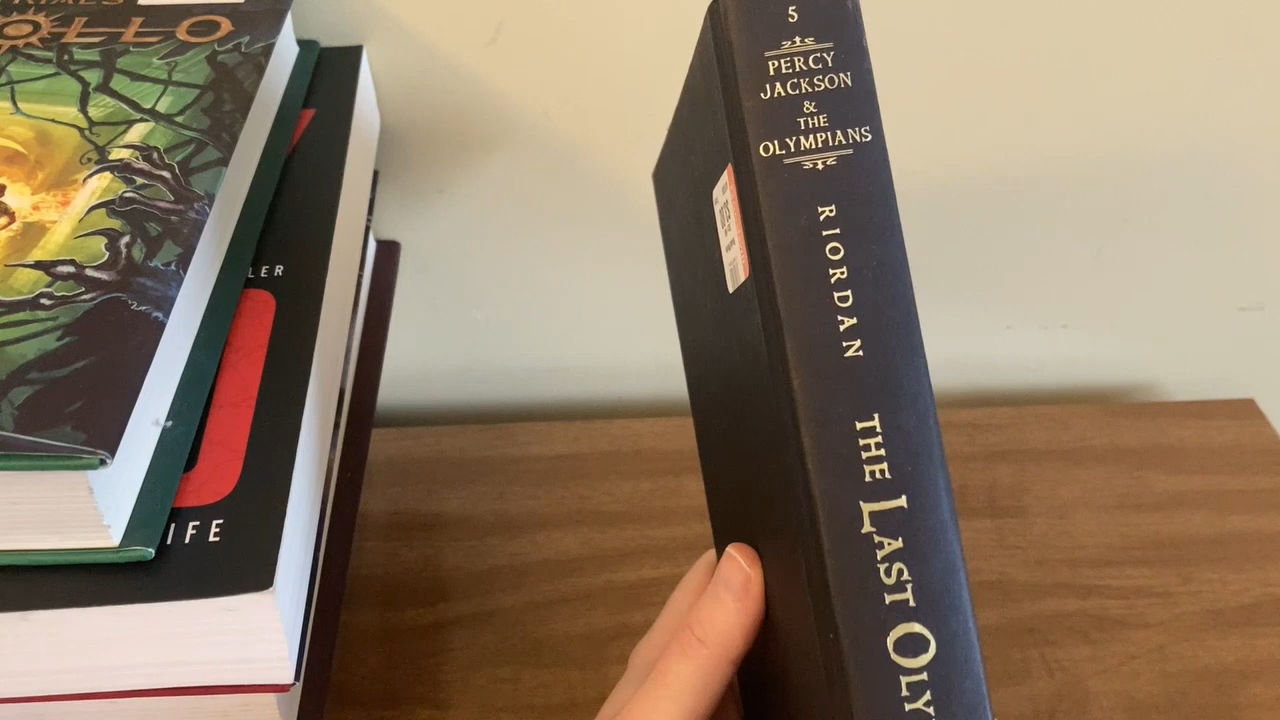 OLLO
LER
IFE
5
PERCY
JACKSON
&
THE
OLYMPIANS
RIORDAN
THE LAST OLY